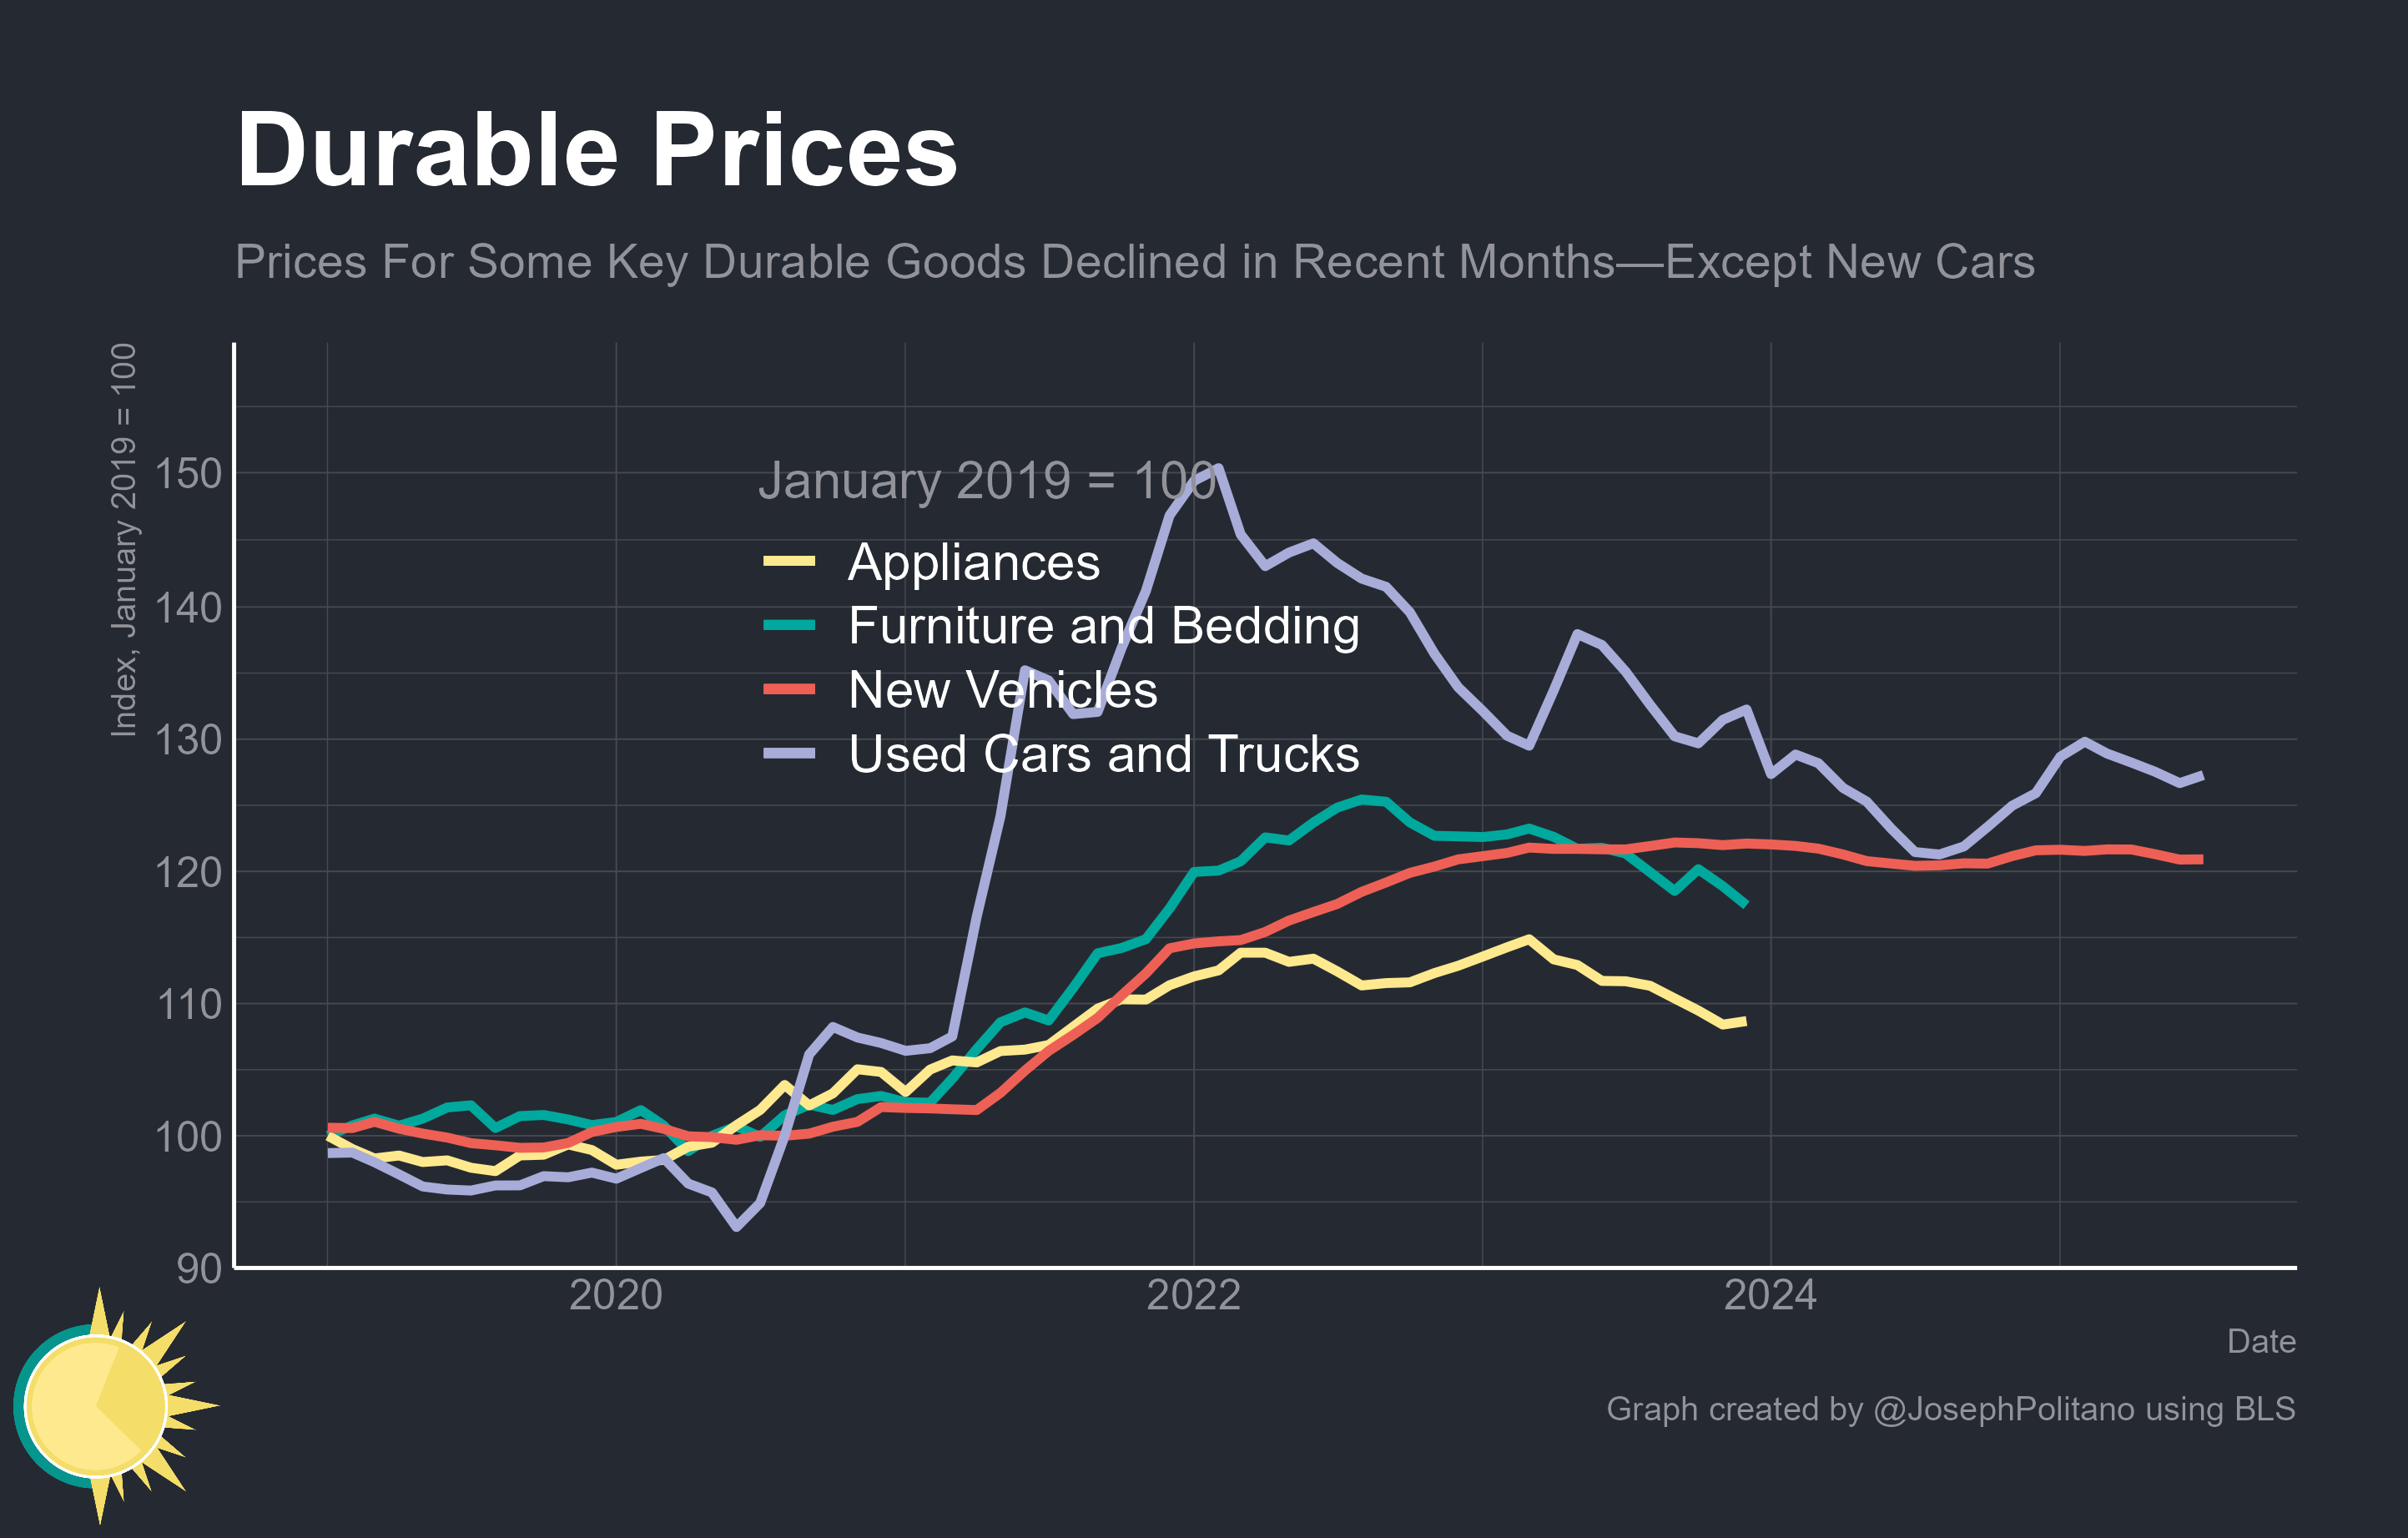 Durable Prices
Prices For Some Key Durable Goods Declined in Recent Months—Except New Cars
Index, January 2019 = 100
150
140
130
120
110
100
90
January 2019 = 100
Appliances
Furniture and Bedding
New Vehicles
Used Cars and Trucks
2020
2022
2024
Date
Graph created by @JosephPolitano using BLS